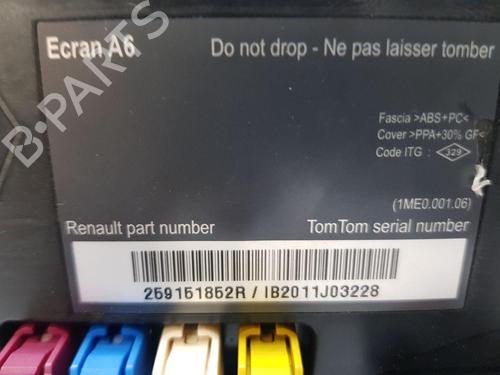 Ecran A6.
Do not drop - Ne pas laisser tomber
B-PARTS
Fascia >ABS+PC<
Cover >PPA+30% GF<
Code ITG : 329
(1ME0.001.06)
Renault part number
TomTom serial number
259151852R / IB2011J03228